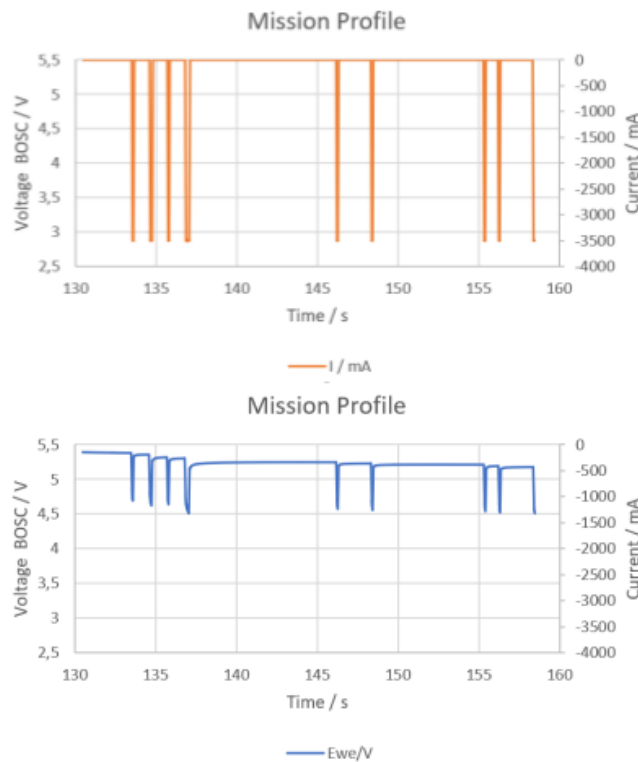 Mission Profile
5,5
5
4,5
4
3,5
3
2,5
Voltage BOSC / V
0
-500
-1000
-1500
-2000
-2500
-3000
-3500
-4000
Current / mA
130 135 140 145 150 155 160
Time / s
I / mA
Mission Profile
5,5
5
4,5
4
3,5
3
2,5
Voltage BOSC / V
0
-500
-1000
-1500
-2000
-2500
-3000
-3500
-4000
Current / mA
130 135 140 145 150 155 160
Time / s
Ewe/V